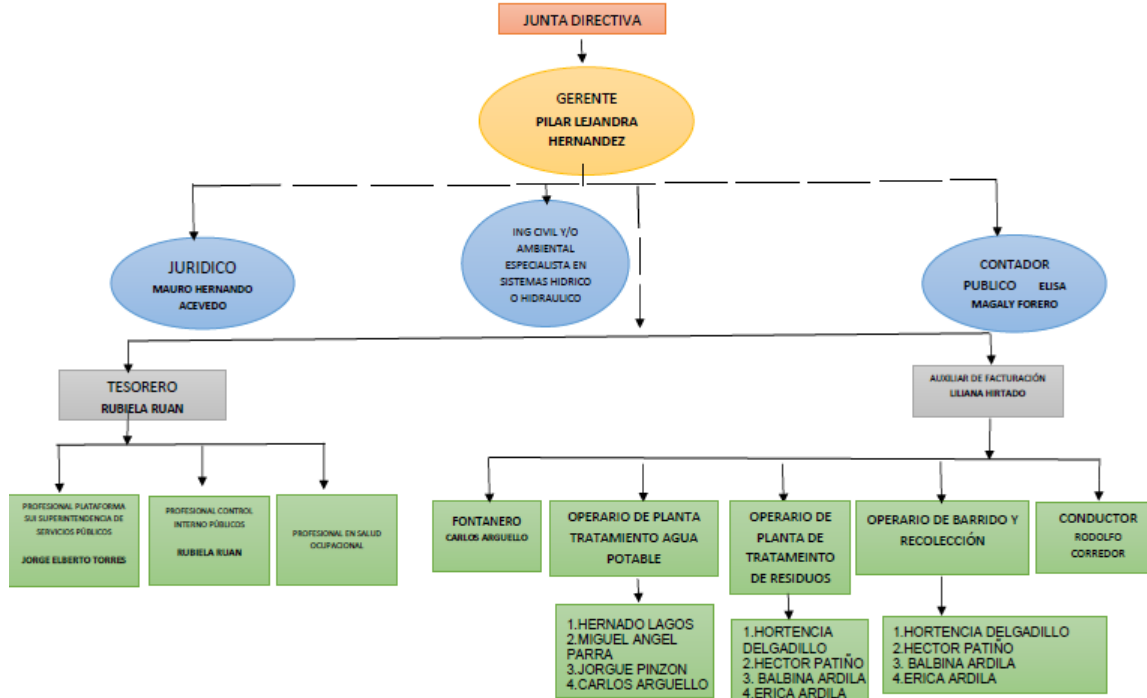 JUNTA DIRECTIVA
GERENTE
PILAR LEJANDRA
HERNANDEZ
JURIDICO
MAURO HERNANDO
ACEVEDO
ING CIVIL Y/O
AMBIENTAL
ESPECIALISTA EN
SISTEMAS HIDRICO
O HIDRAULICO
CONTADOR
PUBLICO ELISA
MAGALY FORERO
TESORERO
RUBIELA RUAN
AUXILIAR DE FACTURACIÓN
LILIANA HIRTADO
PROFESIONAL PLATAFORMA
SUI SUPERINTENDENCIA DE
SERVICIOS PÚBLICOS
JORGE ELBERTO TORRES
PROFESIONAL CONTROL
INTERNO PÚBLICOS
RUBIELA RUAN
PROFESIONAL EN SALUD
OCUPACIONAL
FONTANERO
CARLOS ARGUELLO
OPERARIO DE PLANTA
TRATAMIENTO AGUA
POTABLE
OPERARIO DE
PLANTA DE
TRATAMEINTO
DE RESIDUOS
OPERARIO DE BARRIDO Y
RECOLECCIÓN
CONDUCTOR
RODOLFO
CORREDOR
1.HERNADO LAGOS
2.MIGUEL ANGEL
PARRA
3.JORGUE PINZON
4.CARLOS ARGUELLO
1.HORTENCIA
DELGADILLO
2.HECTOR PATIÑO
3. BALBINA ARDILA
4.ERICA ARDILA
1.HORTENCIA DELGADILLO
2.HECTOR PATIÑO
3. BALBINA ARDILA
4.ERICA ARDILA